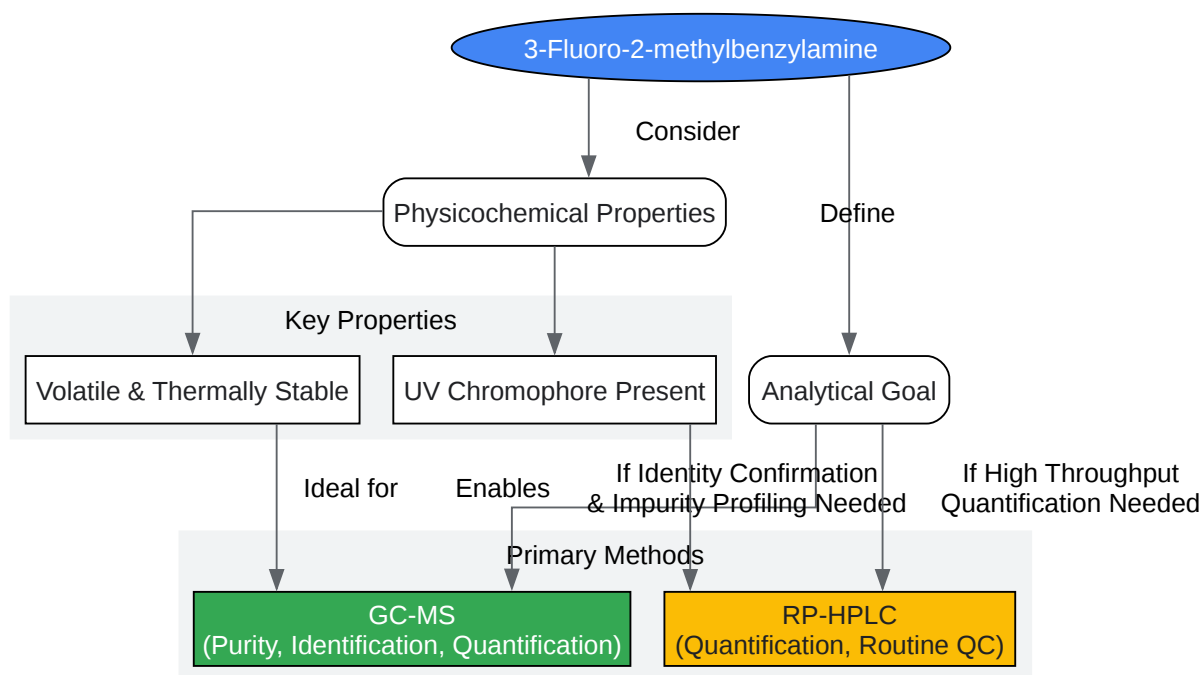 3-Fluoro-2-methylbenzylamine
Consider
Physicochemical Properties
Define
Key Properties
Volatile & Thermally Stable
UV Chromophore Present
Analytical Goal
Ideal for
Enables
If Identity Confirmation
& Impurity Profiling Needed
If High Throughput
Quantification Needed
Primary Methods
GC-MS
(Purity, Identification, Quantification)
RP-HPLC
(Quantification, Routine QC)